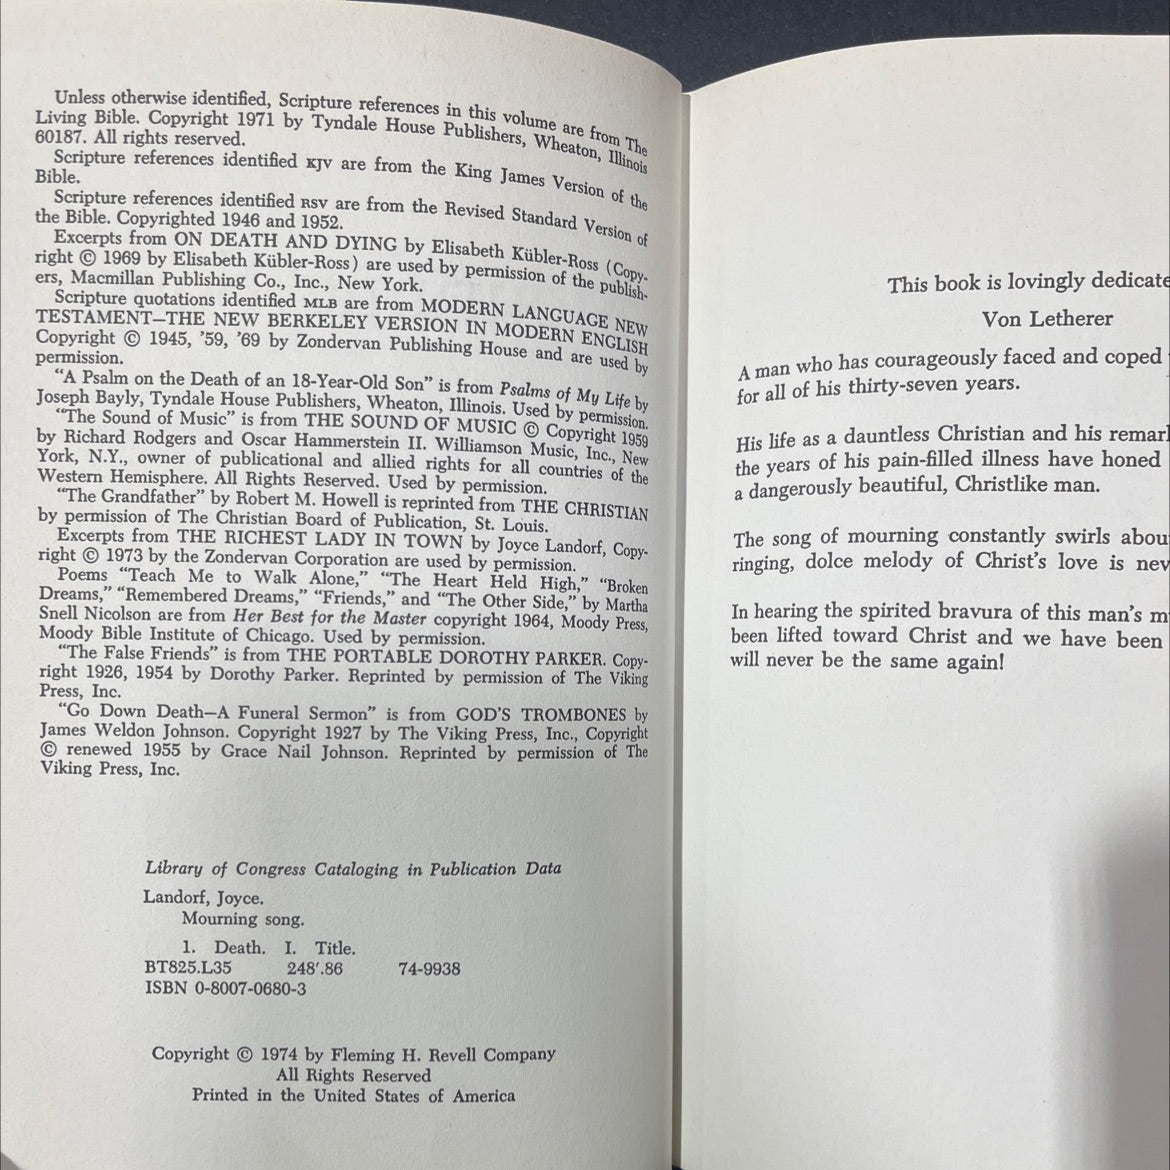 Unless otherwise identified, Scripture references in this volume are from The
Living Bible. Copyright 1971 by Tyndale House Publishers, Wheaton, Illinois
60187. All rights reserved.
Scripture references identified KJV are from the King James Version of the
Bible.
Scripture references identified RSV are from the Revised Standard Version of
the Bible. Copyrighted 1946 and 1952.
Excerpts from ON DEATH AND DYING by Elisabeth Kübler-Ross (Copy-
right © 1969 by Elisabeth Kübler-Ross) are used by permission of the publish-
ers, Macmillan Publishing Co., Inc., New York.
Scripture quotations identified MLB are from MODERN LANGUAGE NEW
TESTAMENT—THE NEW BERKELEY VERSION IN MODERN ENGLISH
Copyright © 1945, ’59, ’69 by Zondervan Publishing House and are used by
permission.
“A Psalm on the Death of an 18-Year-Old Son” is from Psalms of My Life by
Joseph Bayly, Tyndale House Publishers, Wheaton, Illinois. Used by permission.
“The Sound of Music” is from THE SOUND OF MUSIC © Copyright 1959
by Richard Rodgers and Oscar Hammerstein II. Williamson Music, Inc., New
York, N.Y., owner of publicational and allied rights for all countries of the
Western Hemisphere. All Rights Reserved. Used by permission.
“The Grandfather” by Robert M. Howell is reprinted from THE CHRISTIAN
by permission of The Christian Board of Publication, St. Louis.
Excerpts from THE RICHEST LADY IN TOWN by Joyce Landorf, Copy-
right © 1973 by the Zondervan Corporation are used by permission.
Poems “Teach Me to Walk Alone,” “The Heart Held High,” “Broken
Dreams,” “Remembered Dreams,” “Friends,” and “The Other Side,” by Martha
Snell Nicolson are from Her Best for the Master copyright 1964, Moody Press,
Moody Bible Institute of Chicago. Used by permission.
“The False Friends” is from THE PORTABLE DOROTHY PARKER. Copy-
right 1926, 1954 by Dorothy Parker. Reprinted by permission of The Viking
Press, Inc.
“Go Down Death—A Funeral Sermon” is from GOD’S TROMBONES by
James Weldon Johnson. Copyright 1927 by The Viking Press, Inc., Copyright
© renewed 1955 by Grace Nail Johnson. Reprinted by permission of The
Viking Press, Inc.
Library of Congress Cataloging in Publication Data
Landorf, Joyce.
Mourning song.
1. Death. I. Title.
BT825.L35 248′.86 74-9938
ISBN 0-8007-0680-3
Copyright © 1974 by Fleming H. Revell Company
All Rights Reserved
Printed in the United States of America
This book is lovingly dedicate
Von Letherer
A man who has courageously faced and coped
for all of his thirty-seven years.
His life as a dauntless Christian and his remar
the years of his pain-filled illness have honed
a dangerously beautiful, Christlike man.
The song of mourning constantly swirls abou
ringing, dolce melody of Christ’s love is nev
In hearing the spirited bravura of this man’s m
been lifted toward Christ and we have been
will never be the same again!